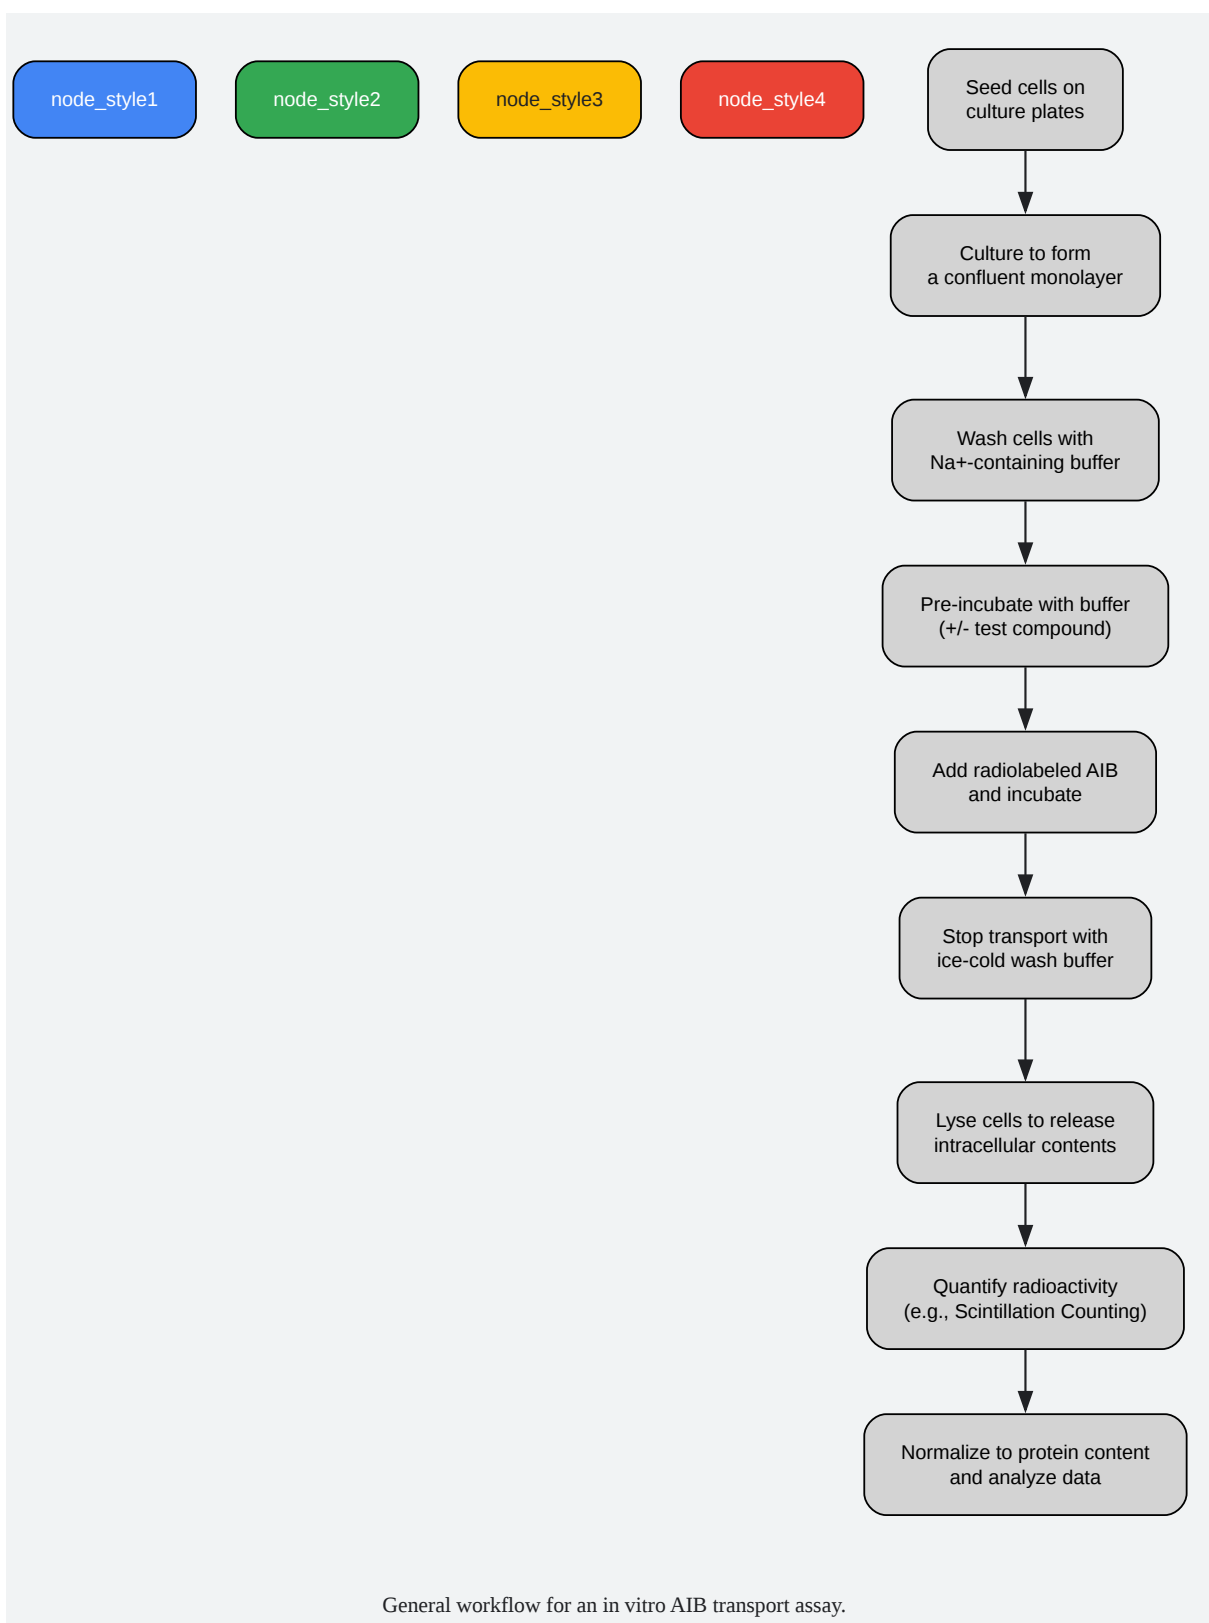 node_style1
node_style2
node_style3
node_style4
Seed cells on
culture plates
Culture to form
a confluent monolayer
Wash cells with
Na+-containing buffer
Pre-incubate with buffer
(+/- test compound)
Add radiolabeled AIB
and incubate
Stop transport with
ice-cold wash buffer
Lyse cells to release
intracellular contents
Quantify radioactivity
(e.g., Scintillation Counting)
Normalize to protein content
and analyze data
General workflow for an in vitro AIB transport assay.